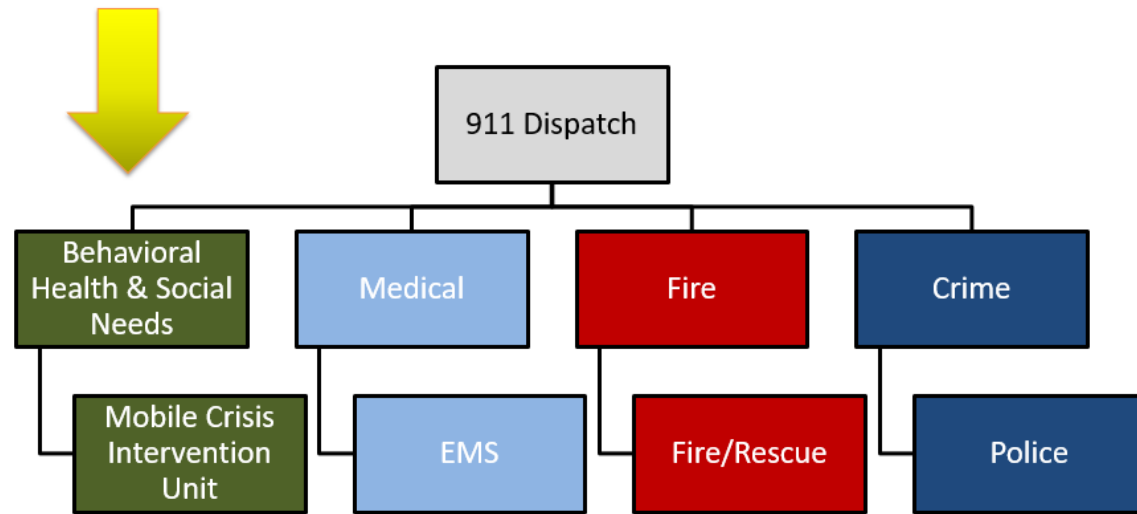 911 Dispatch
Behavioral
Health & Social
Needs
Medical
Fire
Crime
Mobile Crisis
Intervention
Unit
EMS
Fire/Rescue
Police